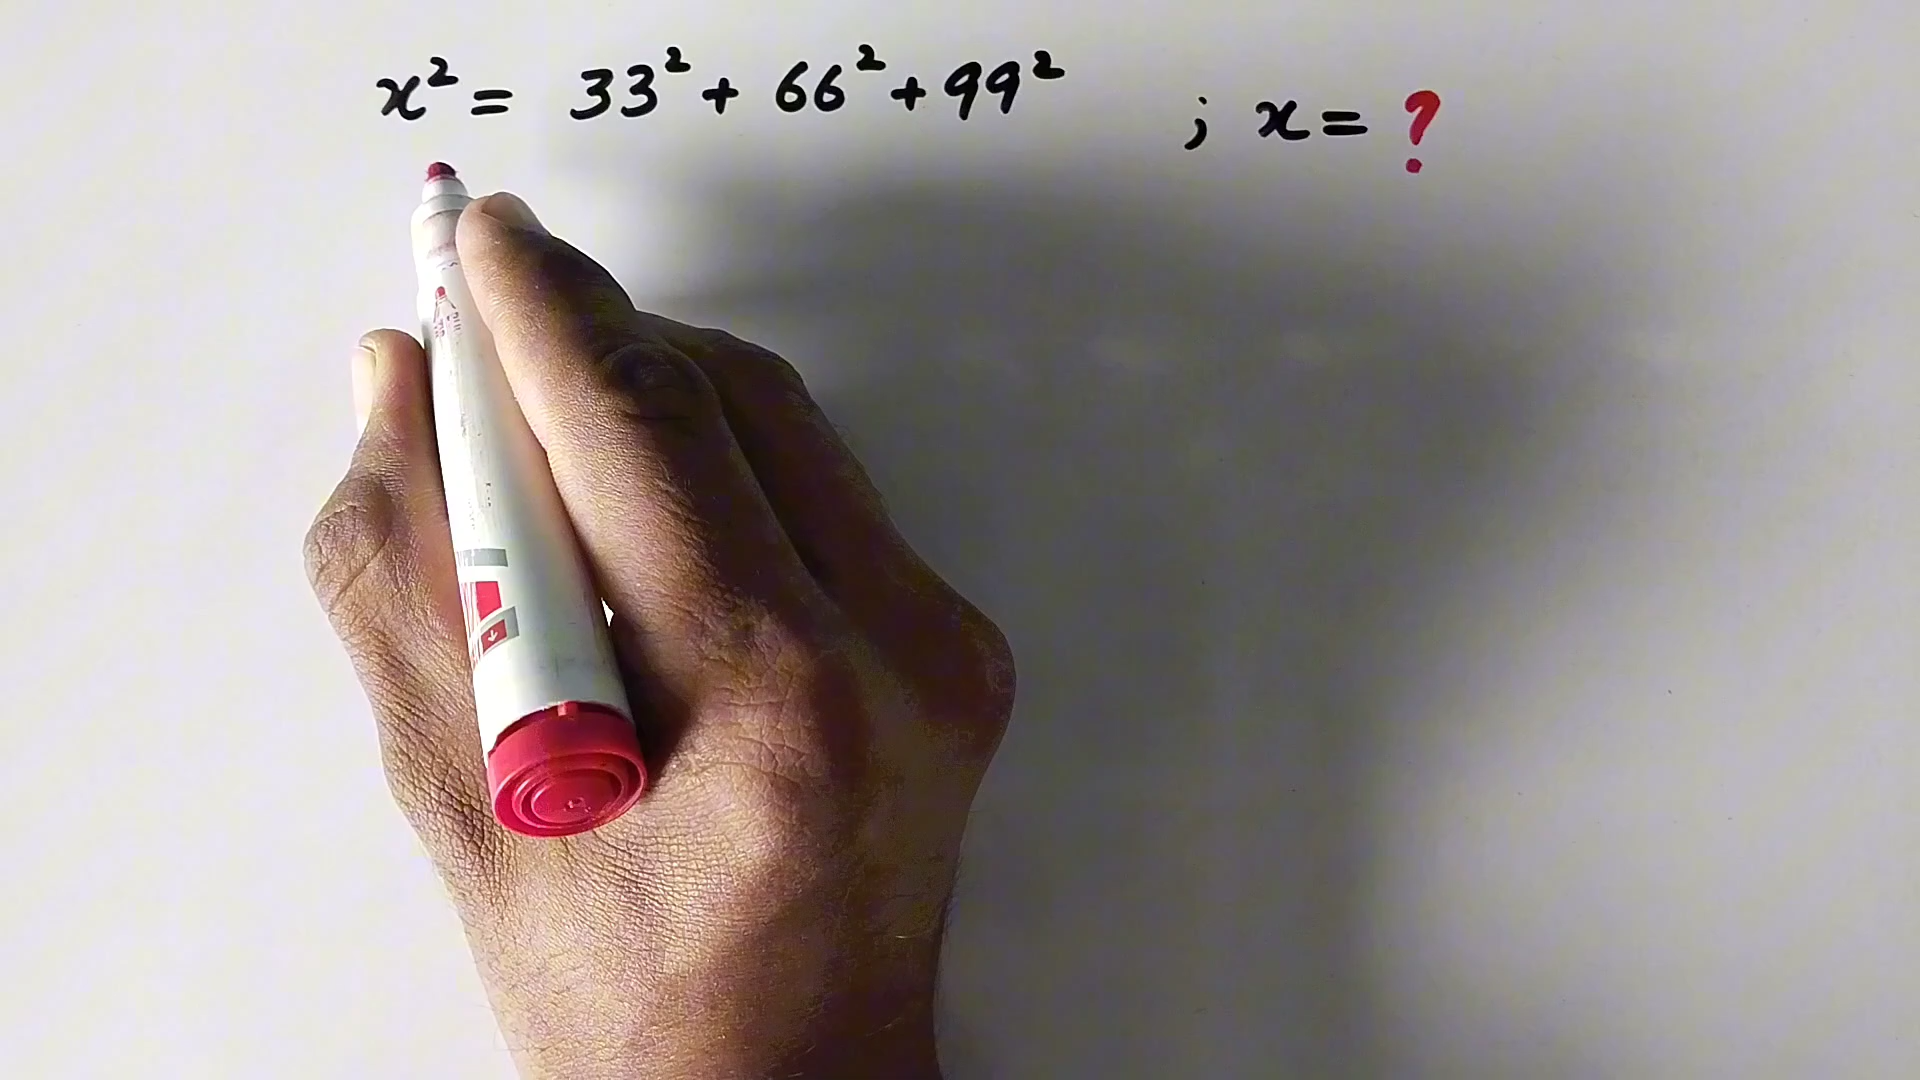 x² = 33² + 66² + 99² ; x = ?